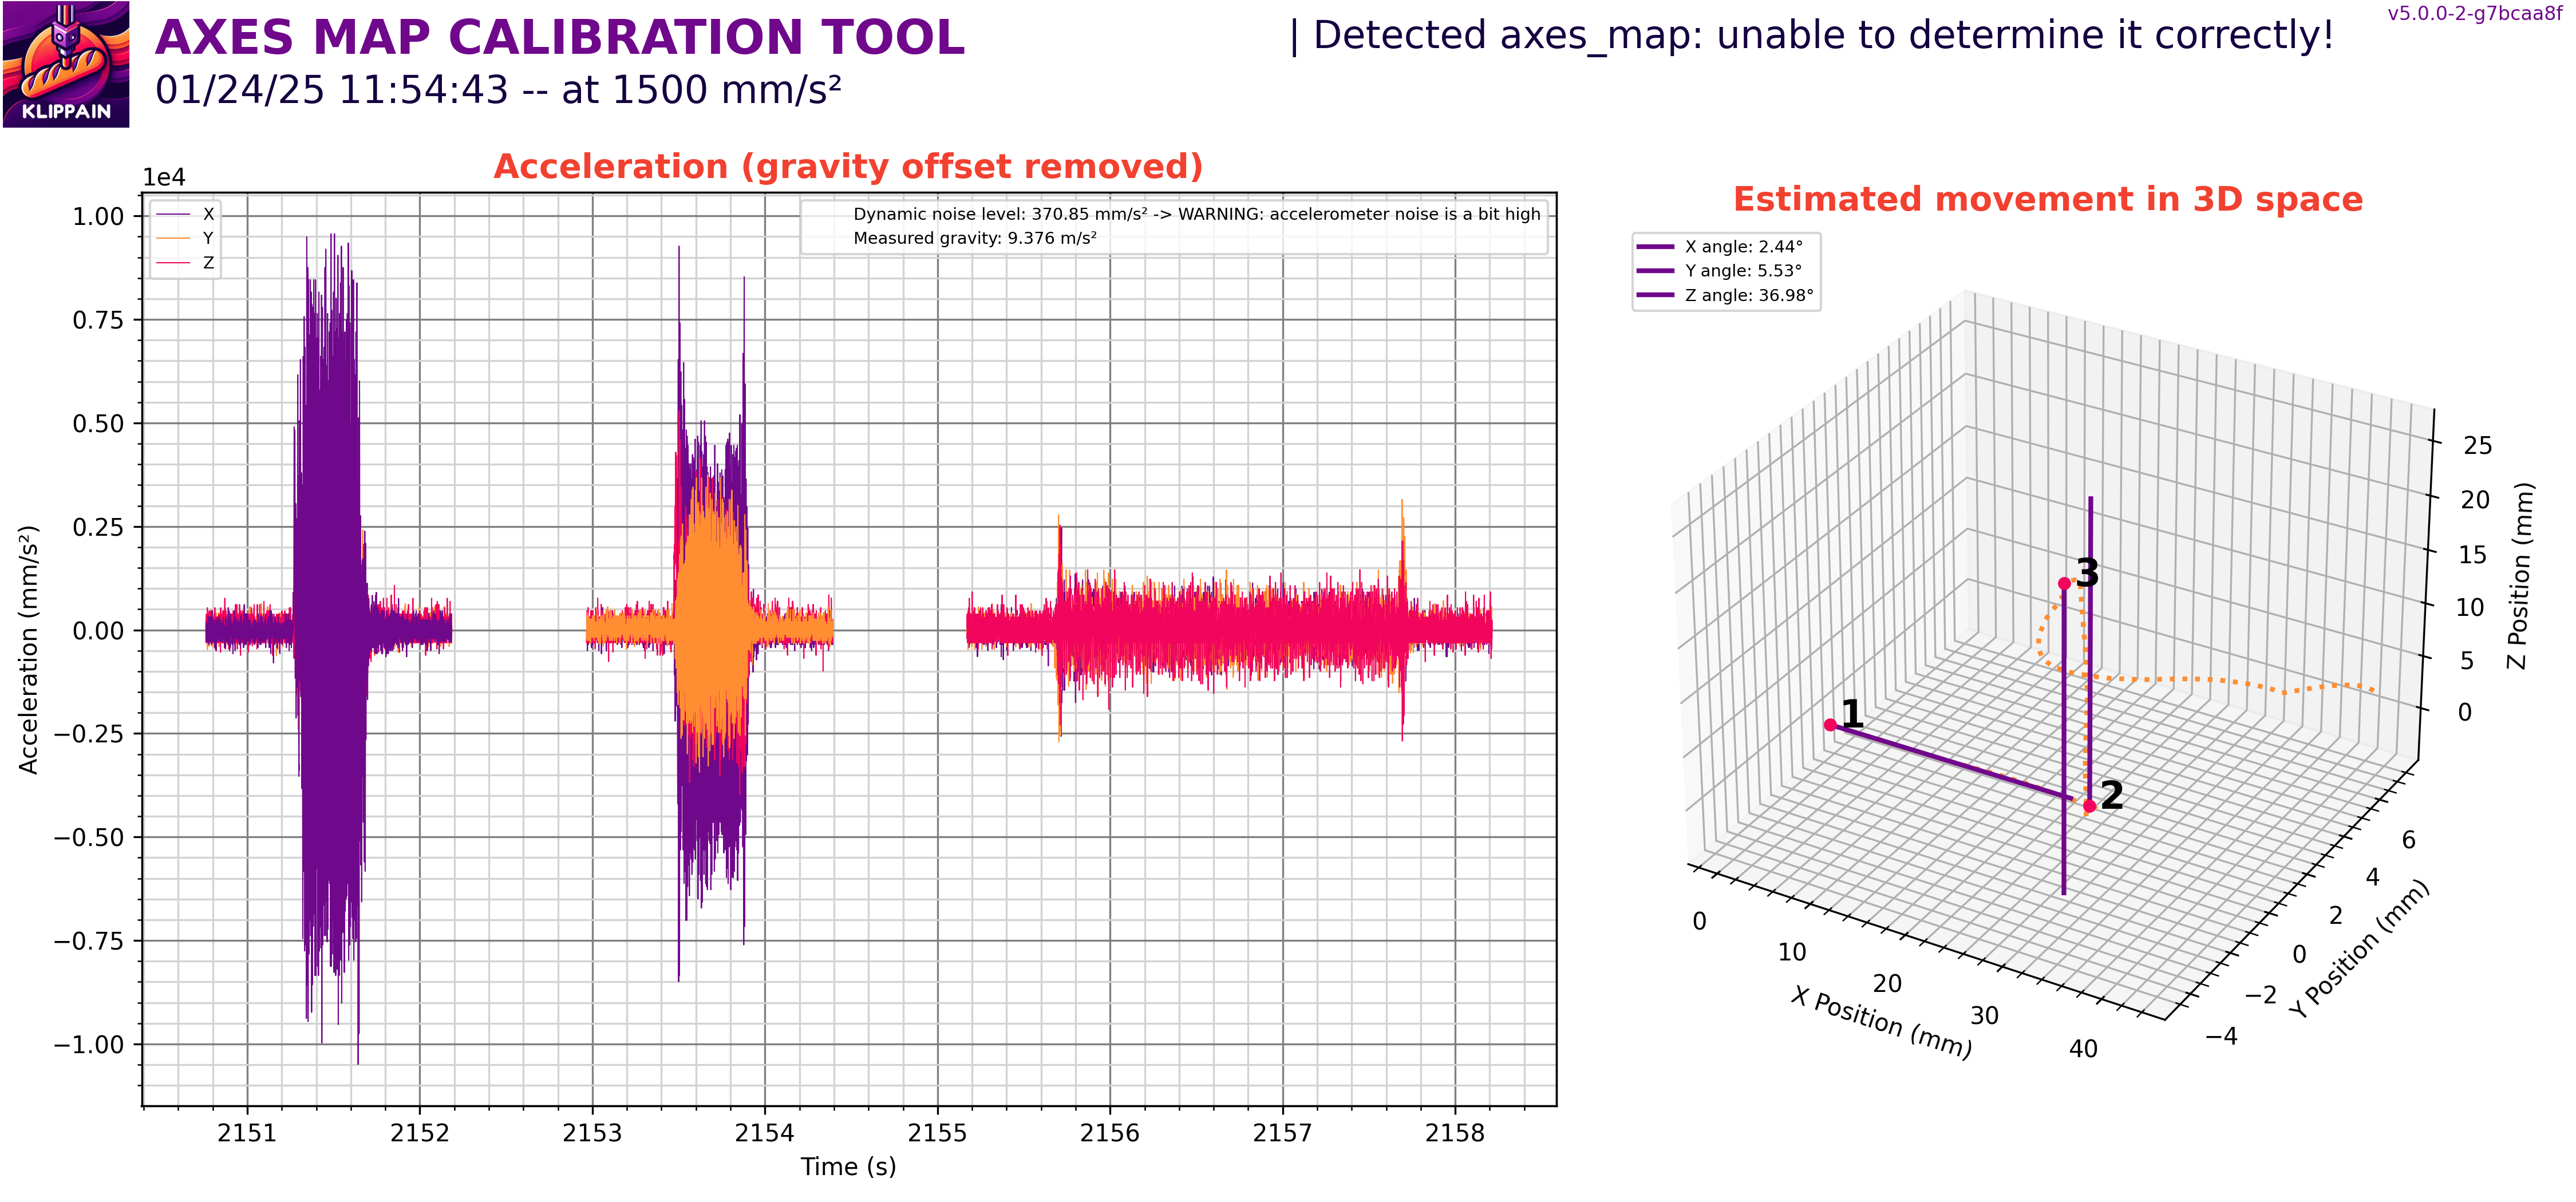 KLIPPAIN
AXES MAP CALIBRATION TOOL
01/24/25 11:54:43 -- at 1500 mm/s²
| Detected axes_map: unable to determine it correctly!
v5.0.0-2-g7bcaa8f
Acceleration (gravity offset removed)
1e4
X
Y
Z
Dynamic noise level: 370.85 mm/s² -> WARNING: accelerometer noise is a bit high
Measured gravity: 9.376 m/s²
1.00
0.75
0.50
0.25
0.00
−0.25
−0.50
−0.75
−1.00
Acceleration (mm/s²)
2151
2152
2153
2154
2155
2156
2157
2158
Time (s)
Estimated movement in 3D space
X angle: 2.44°
Y angle: 5.53°
Z angle: 36.98°
1
2
3
0
10
20
30
40
X Position (mm)
−4
−2
0
2
4
6
Y Position (mm)
25
20
15
10
5
0
Z Position (mm)